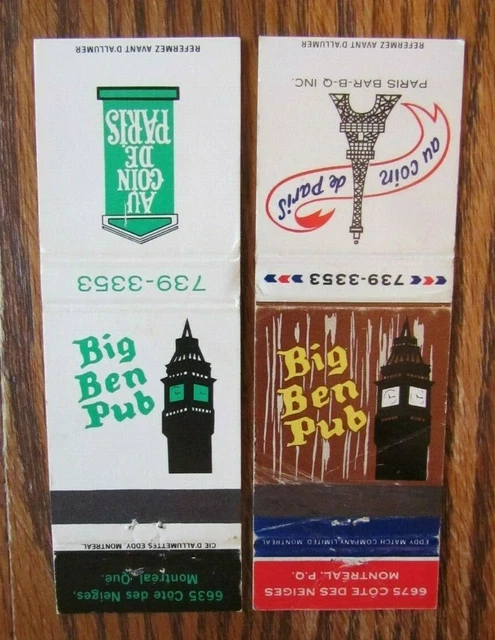 REFERMEZ AVANT D'ALLUMER
AU
COIN
DE
PARIS
739-3353
Big
Ben
Pub
CIE D'ALLUMETTES EDDY MONTREAL
6635 Côte des Neiges,
Montreal, Qué.
REFERMEZ AVANT D'ALLUMER
PARIS BAR-B-Q INC.
au coin
de Paris
739-3353
Big
Ben
Pub
EDDY MATCH COMPANY LIMITED MONTREAL
6675 CÔTE DES NEIGES
MONTRÉAL, P.Q.